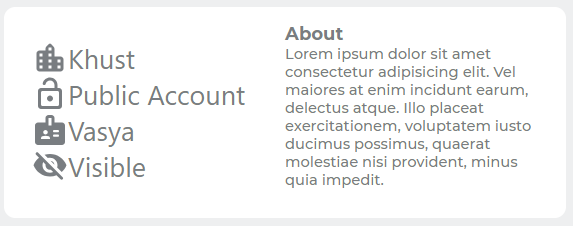 Khust
Public Account
Vasya
Visible
About
Lorem ipsum dolor sit amet
consectetur adipisicing elit. Vel
maiores at enim incidunt earum,
delectus atque. Illo placeat
exercitationem, voluptatem iusto
ducimus possimus, quaerat
molestiae nisi provident, minus
quia impedit.